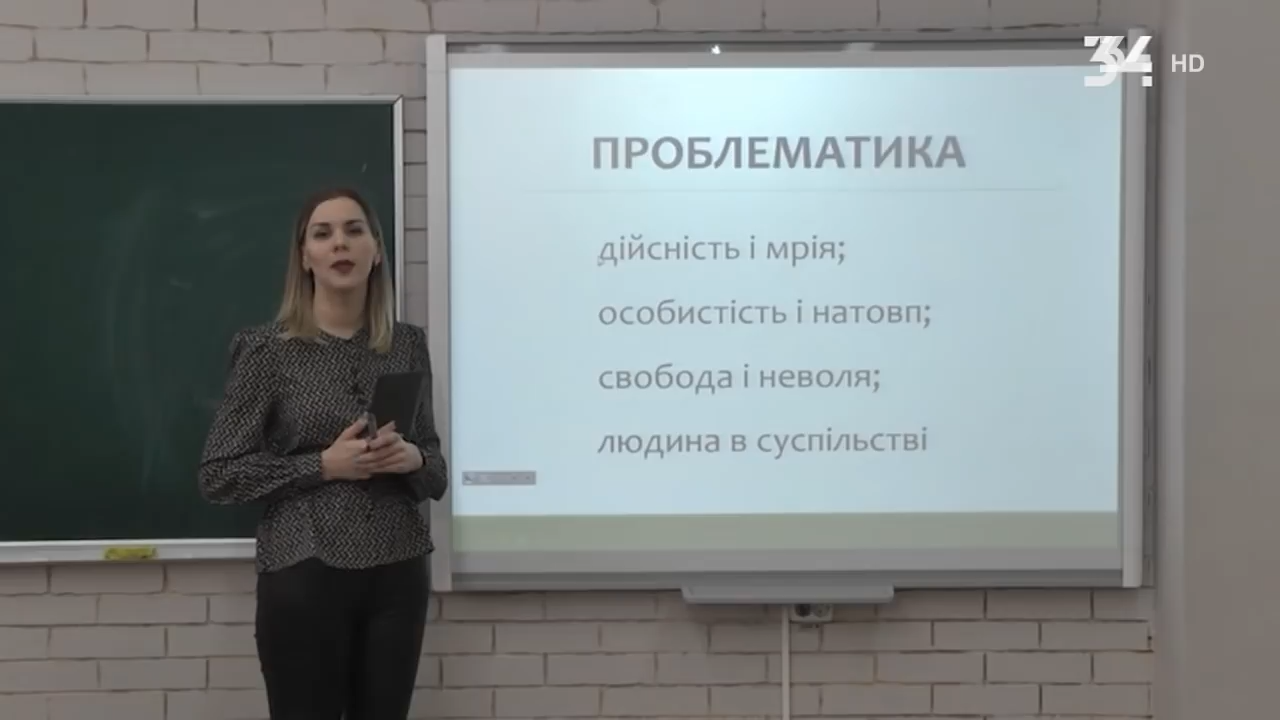 34 HD
ПРОБЛЕМАТИКА
дійсність і мрія;
особистість і натовп;
свобода і неволя;
людина в суспільстві